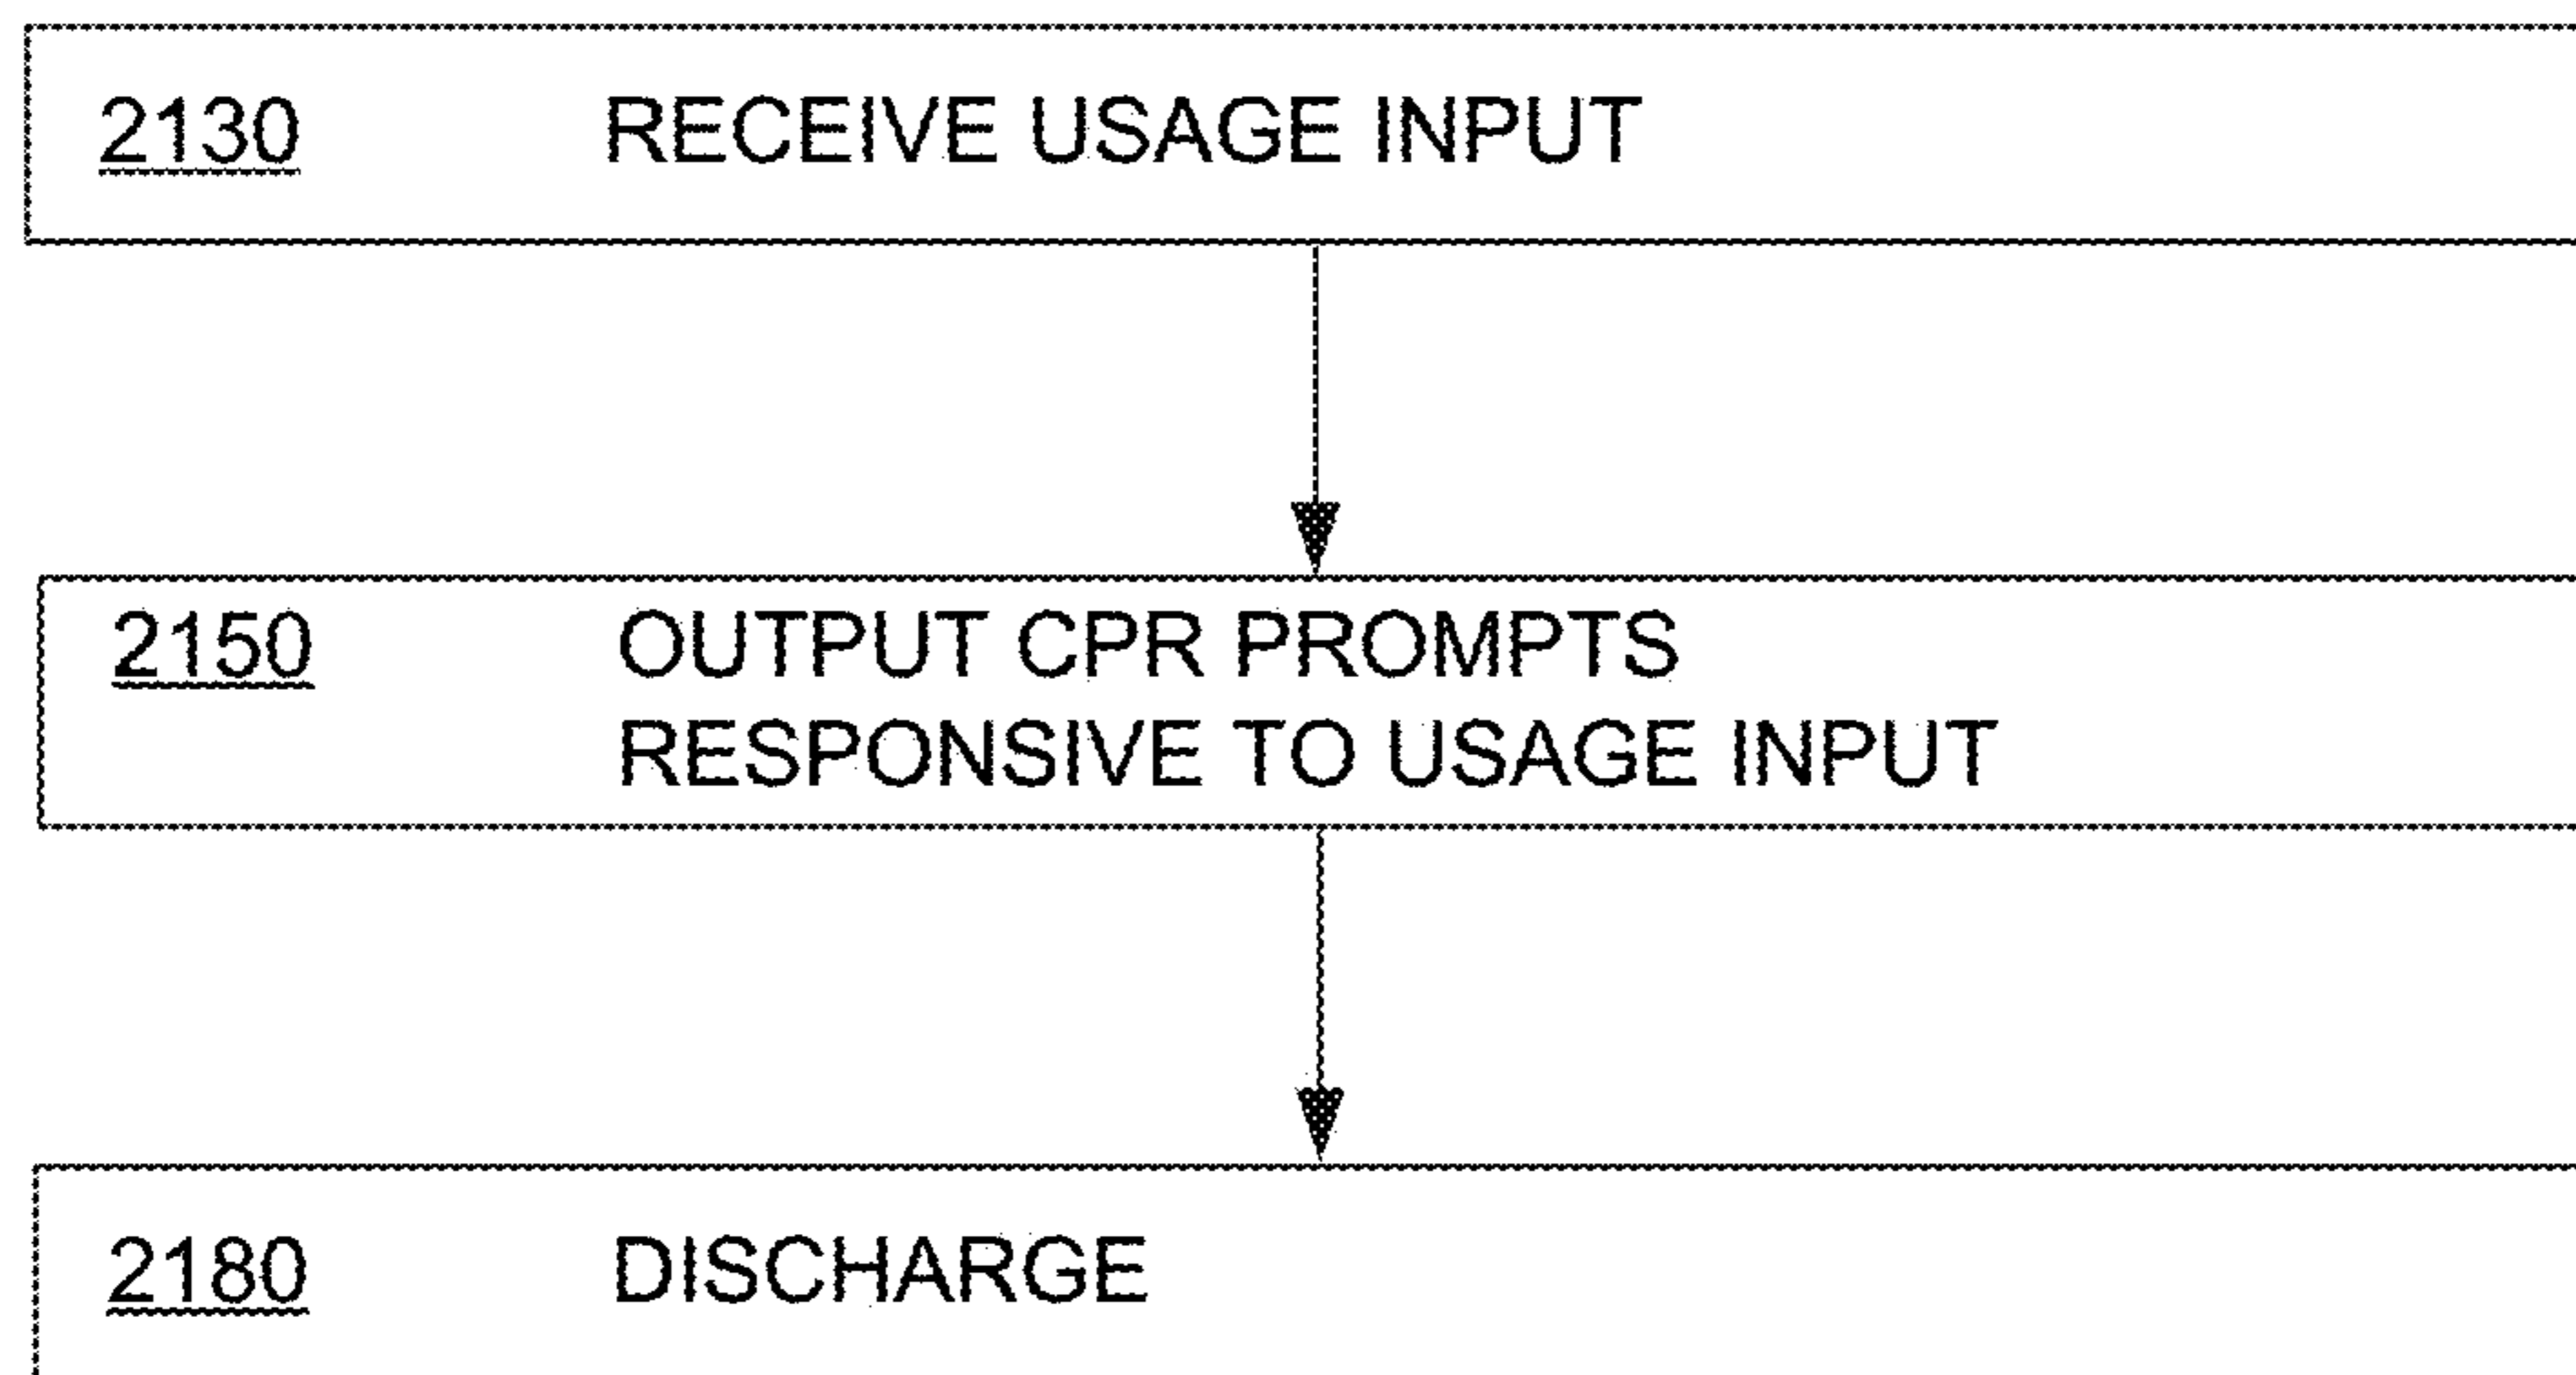 2130 RECEIVE USAGE INPUT
2150 OUTPUT CPR PROMPTS
RESPONSIVE TO USAGE INPUT
2180 DISCHARGE